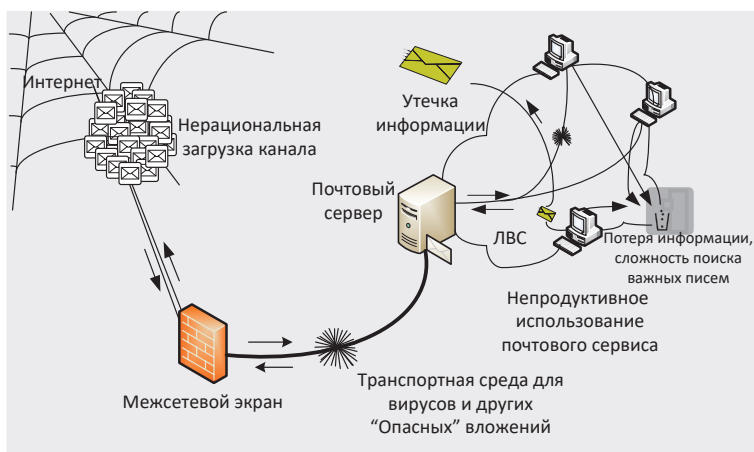 Интернет
Нерациональная
загрузка канала
Утечка
информации
Почтовый
сервер
ЛВС
Потеря информации,
сложность поиска
важных писем
Непродуктивное
использование
почтового сервиса
Межсетевой экран
Транспортная среда для
вирусов и других
“Опасных” вложений